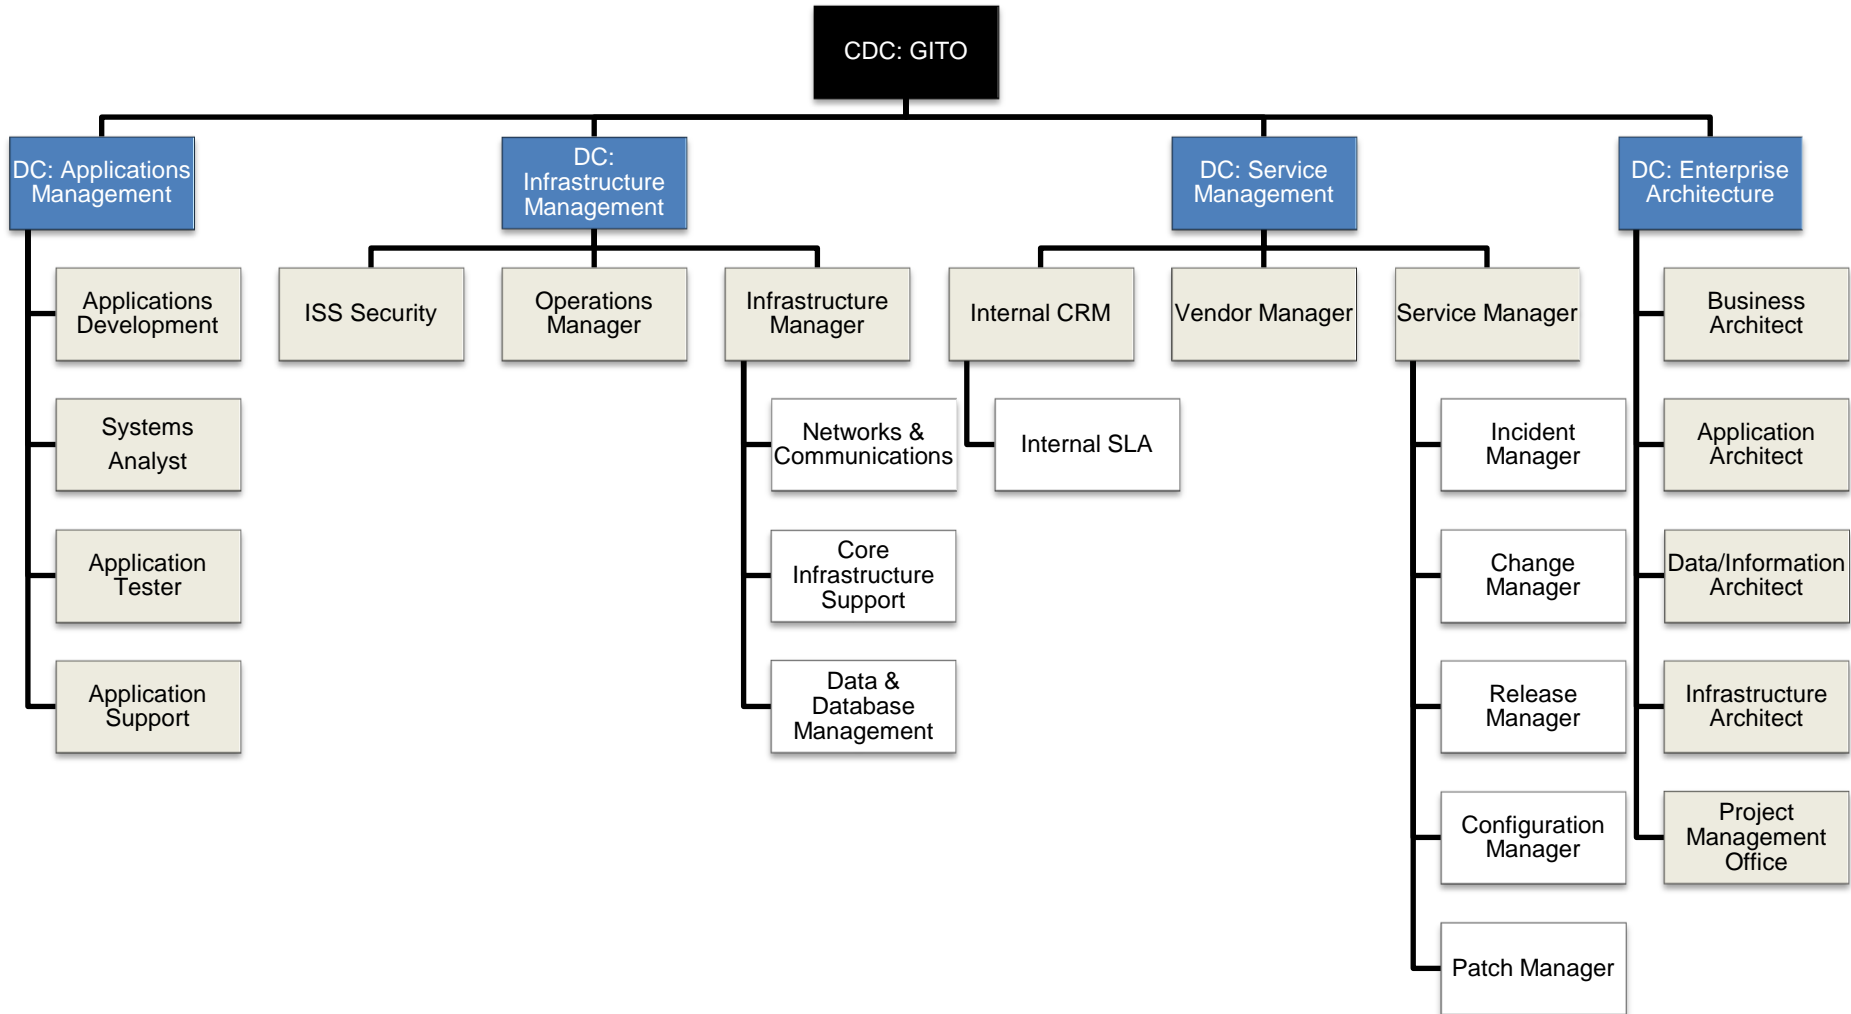 CDC: GITO
DC: Applications
Management
DC:
Infrastructure
Management
DC: Service
Management
DC: Enterprise
Architecture
Applications
Development
ISS Security
Operations
Manager
Infrastructure
Manager
Internal CRM
Vendor Manager
Service Manager
Business
Architect
Systems
Analyst
Networks &
Communications
Internal SLA
Incident
Manager
Application
Architect
Application
Tester
Core
Infrastructure
Support
Change
Manager
Data/Information
Architect
Application
Support
Data &
Database
Management
Release
Manager
Infrastructure
Architect
Configuration
Manager
Project
Management
Office
Patch Manager